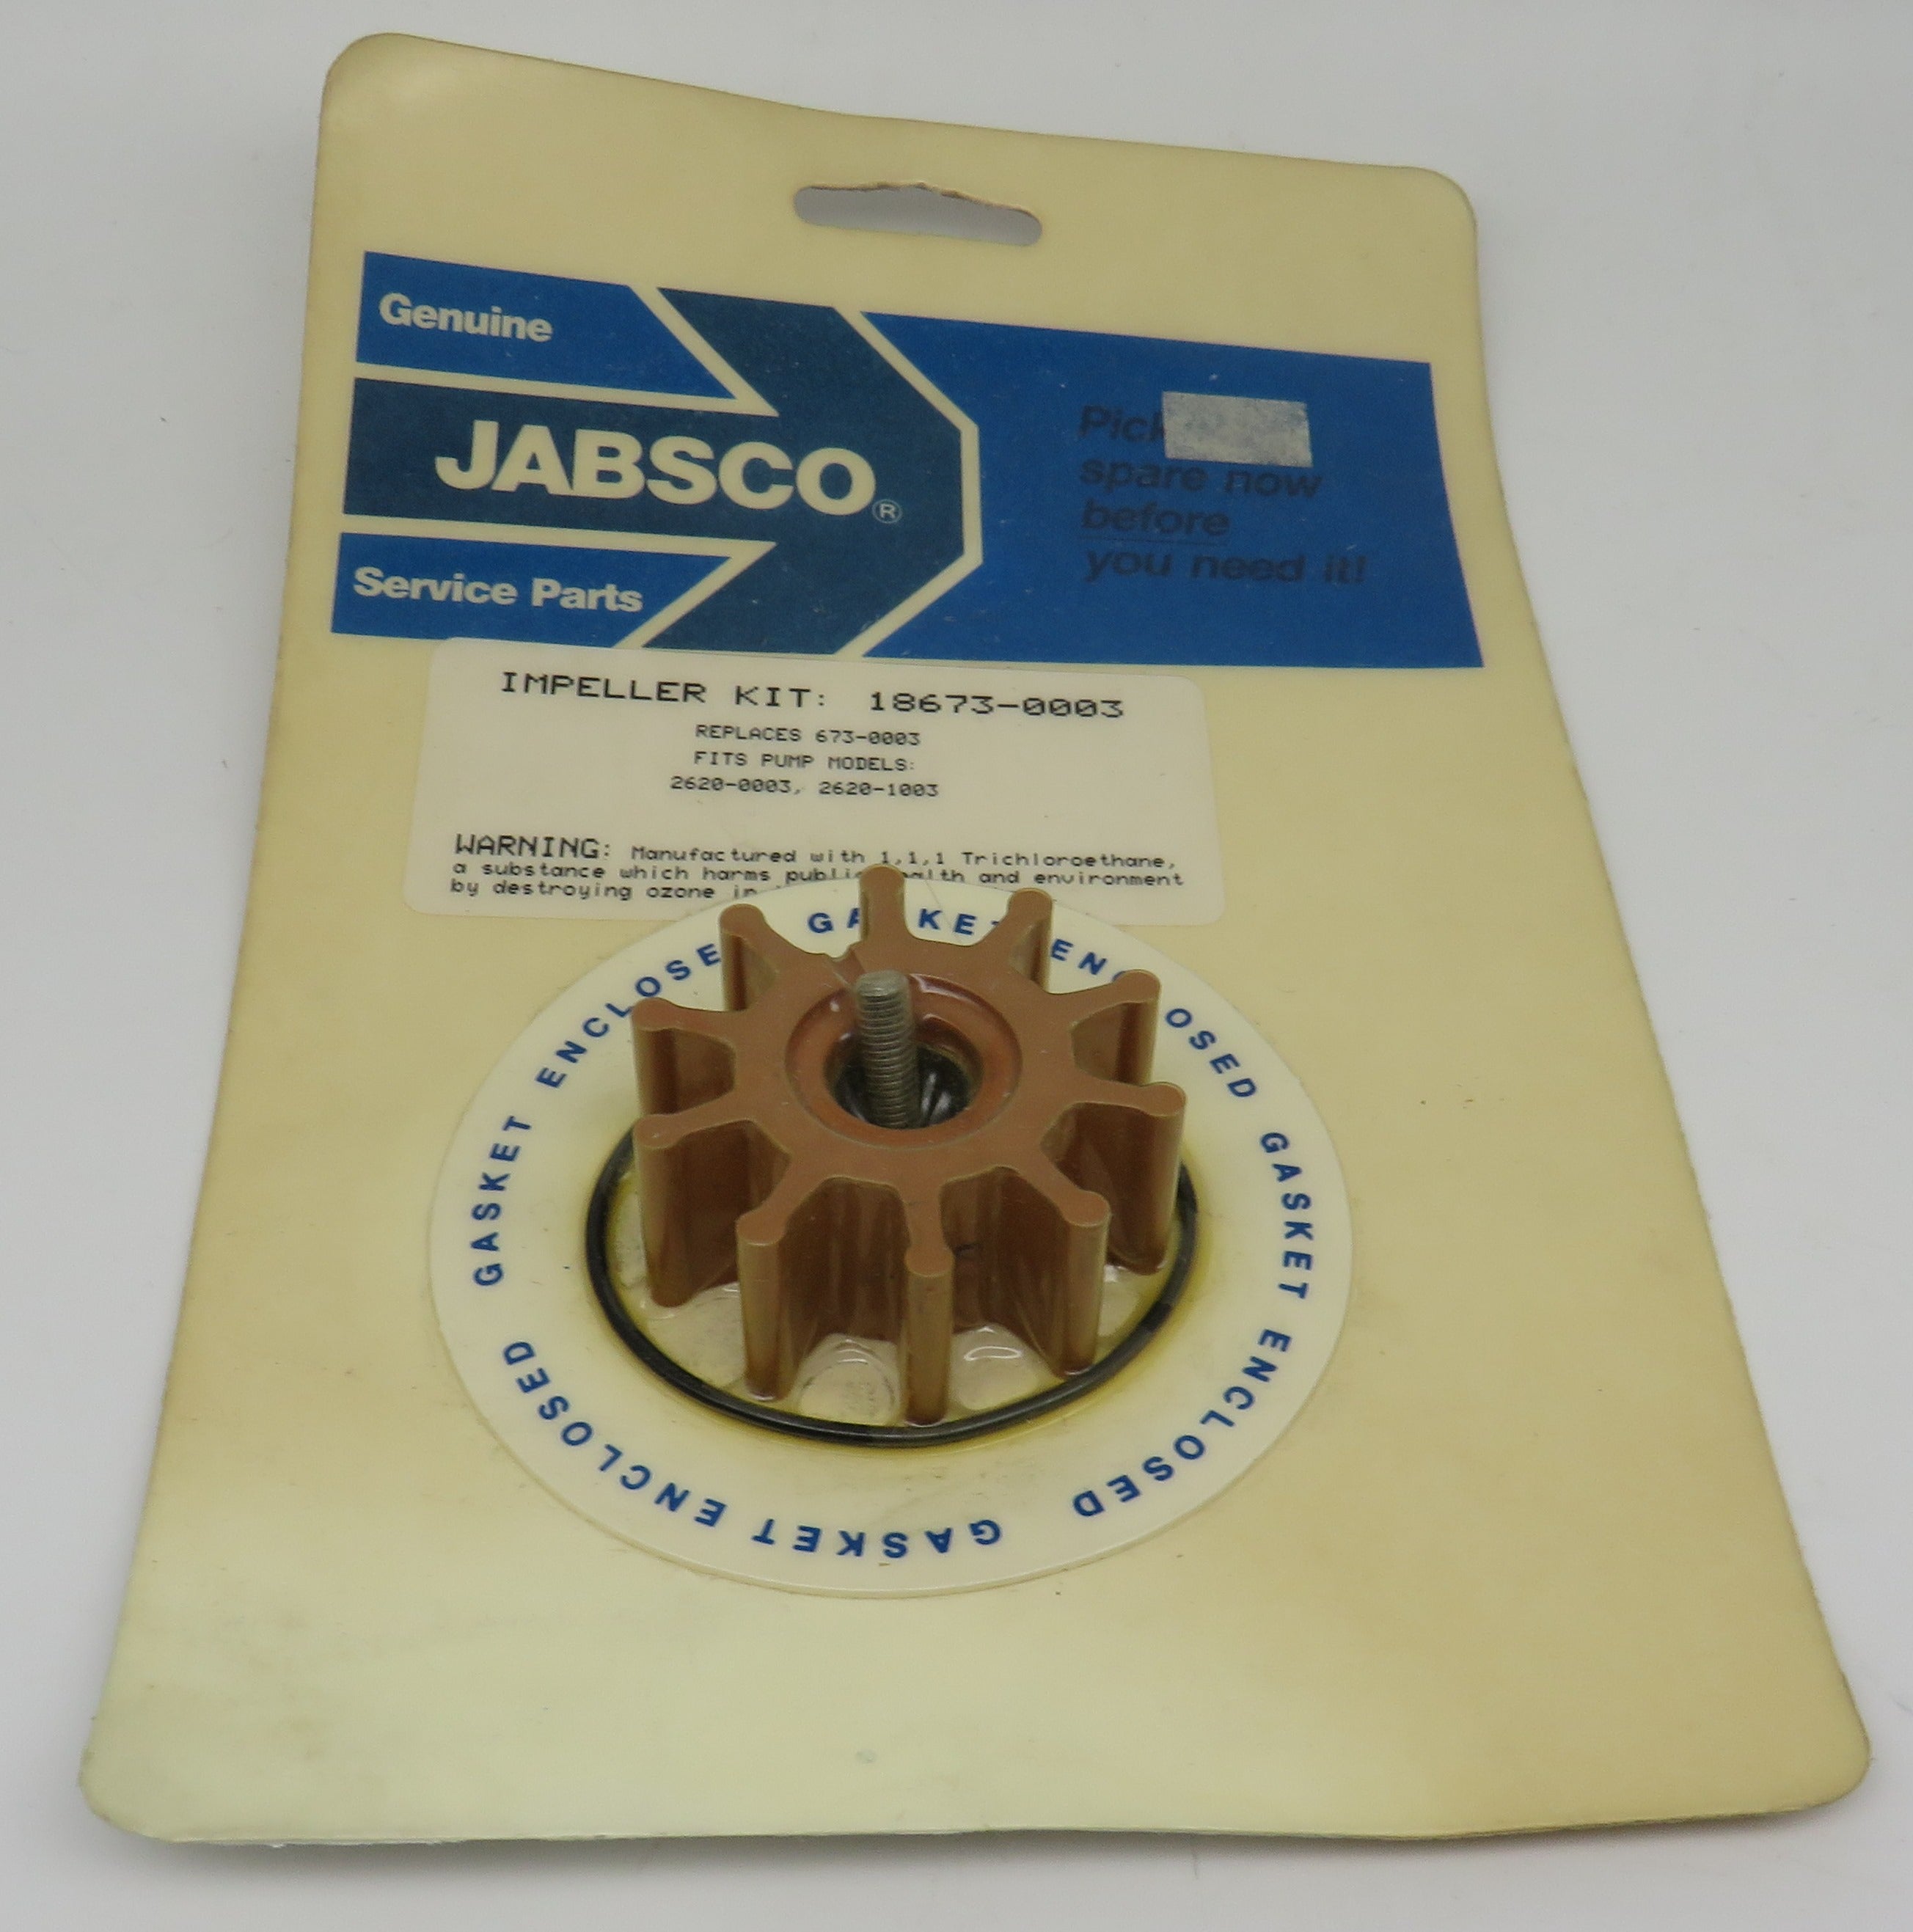 Genuine
JABSCO®
Service Parts
spare now
before
you need it!
IMPELLER KIT: 18673-0003
REPLACES 673-0003
FITS PUMP MODELS:
2620-0003, 2620-1003
WARNING: Manufactured with 1,1,1 Trichloroethane,
a substance which harms public health and environment
by destroying ozone in
GASKET ENCLOSED GASKET ENCLOSED GASKET ENCLOSED GASKET ENCLOSED